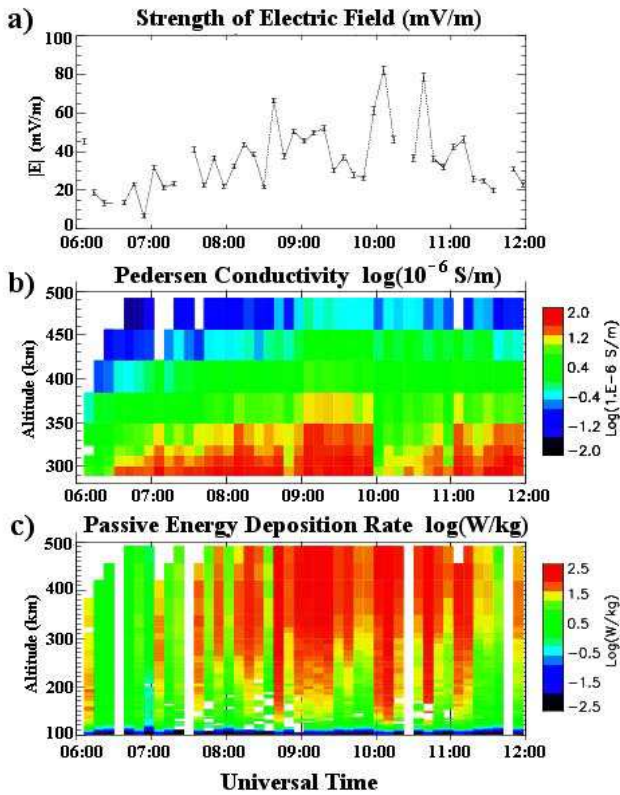 a) Strength of Electric Field (mV/m)
|E| (mV/m)
100
80
60
40
20
0
06:00 07:00 08:00 09:00 10:00 11:00 12:00
b) Pedersen Conductivity log(10⁻⁶ S/m)
Altitude (km)
500
450
400
350
300
06:00 07:00 08:00 09:00 10:00 11:00 12:00
2.0
1.2
0.4
−0.4
−1.2
−2.0
Log(1.E−6 S/m)
c) Passive Energy Deposition Rate log(W/kg)
Altitude (km)
500
400
300
200
100
06:00 07:00 08:00 09:00 10:00 11:00 12:00
2.5
1.5
0.5
−0.5
−1.5
−2.5
Log(W/kg)
Universal Time